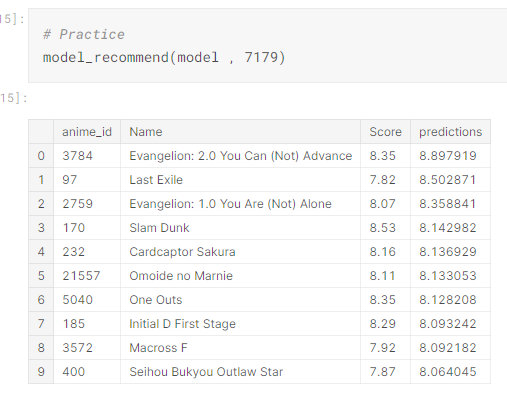 15]:
# Practice
model_recommend(model , 7179)
15]:
anime_id Name Score predictions
0 3784 Evangelion: 2.0 You Can (Not) Advance 8.35 8.897919
1 97 Last Exile 7.82 8.502871
2 2759 Evangelion: 1.0 You Are (Not) Alone 8.07 8.358841
3 170 Slam Dunk 8.53 8.142982
4 232 Cardcaptor Sakura 8.16 8.136929
5 21557 Omoide no Marnie 8.11 8.133053
6 5040 One Outs 8.35 8.128208
7 185 Initial D First Stage 8.29 8.093242
8 3572 Macross F 7.92 8.092182
9 400 Seihou Bukyou Outlaw Star 7.87 8.064045